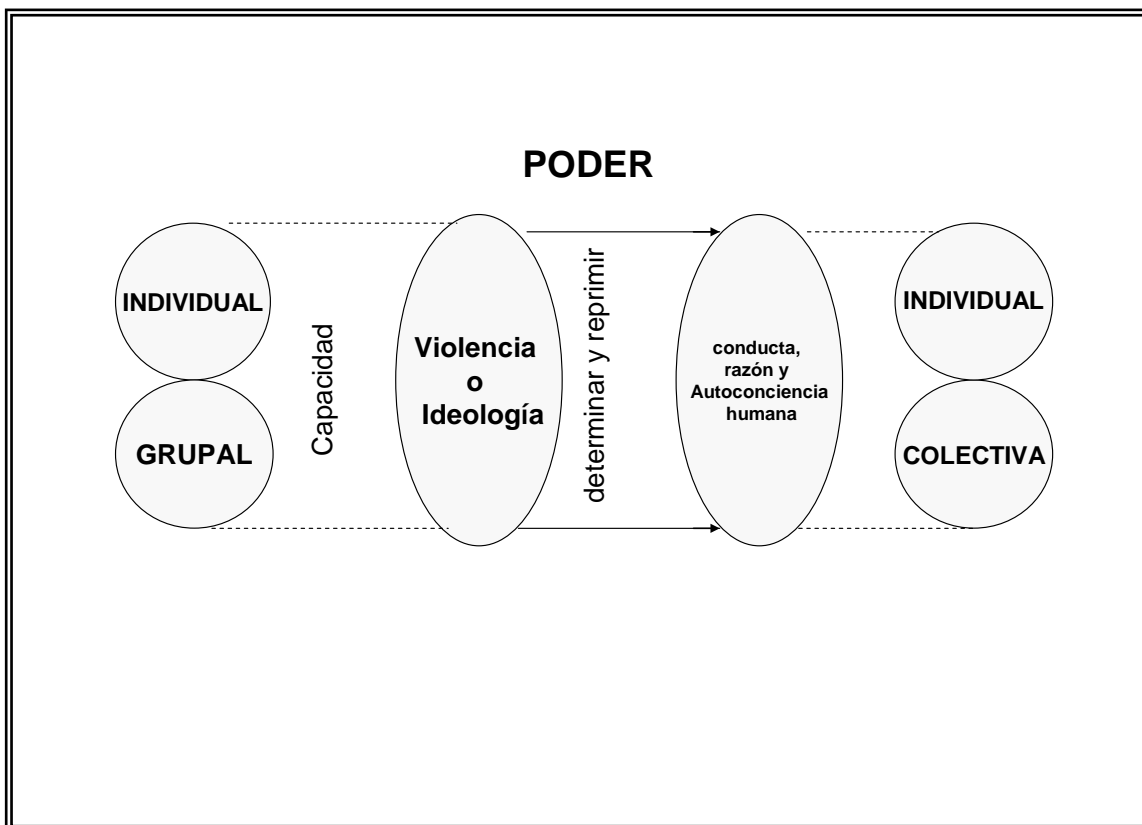 PODER
INDIVIDUAL
GRUPAL
Capacidad
Violencia
o
Ideología
determinar y reprimir
conducta,
razón y
Autoconciencia
humana
INDIVIDUAL
COLECTIVA